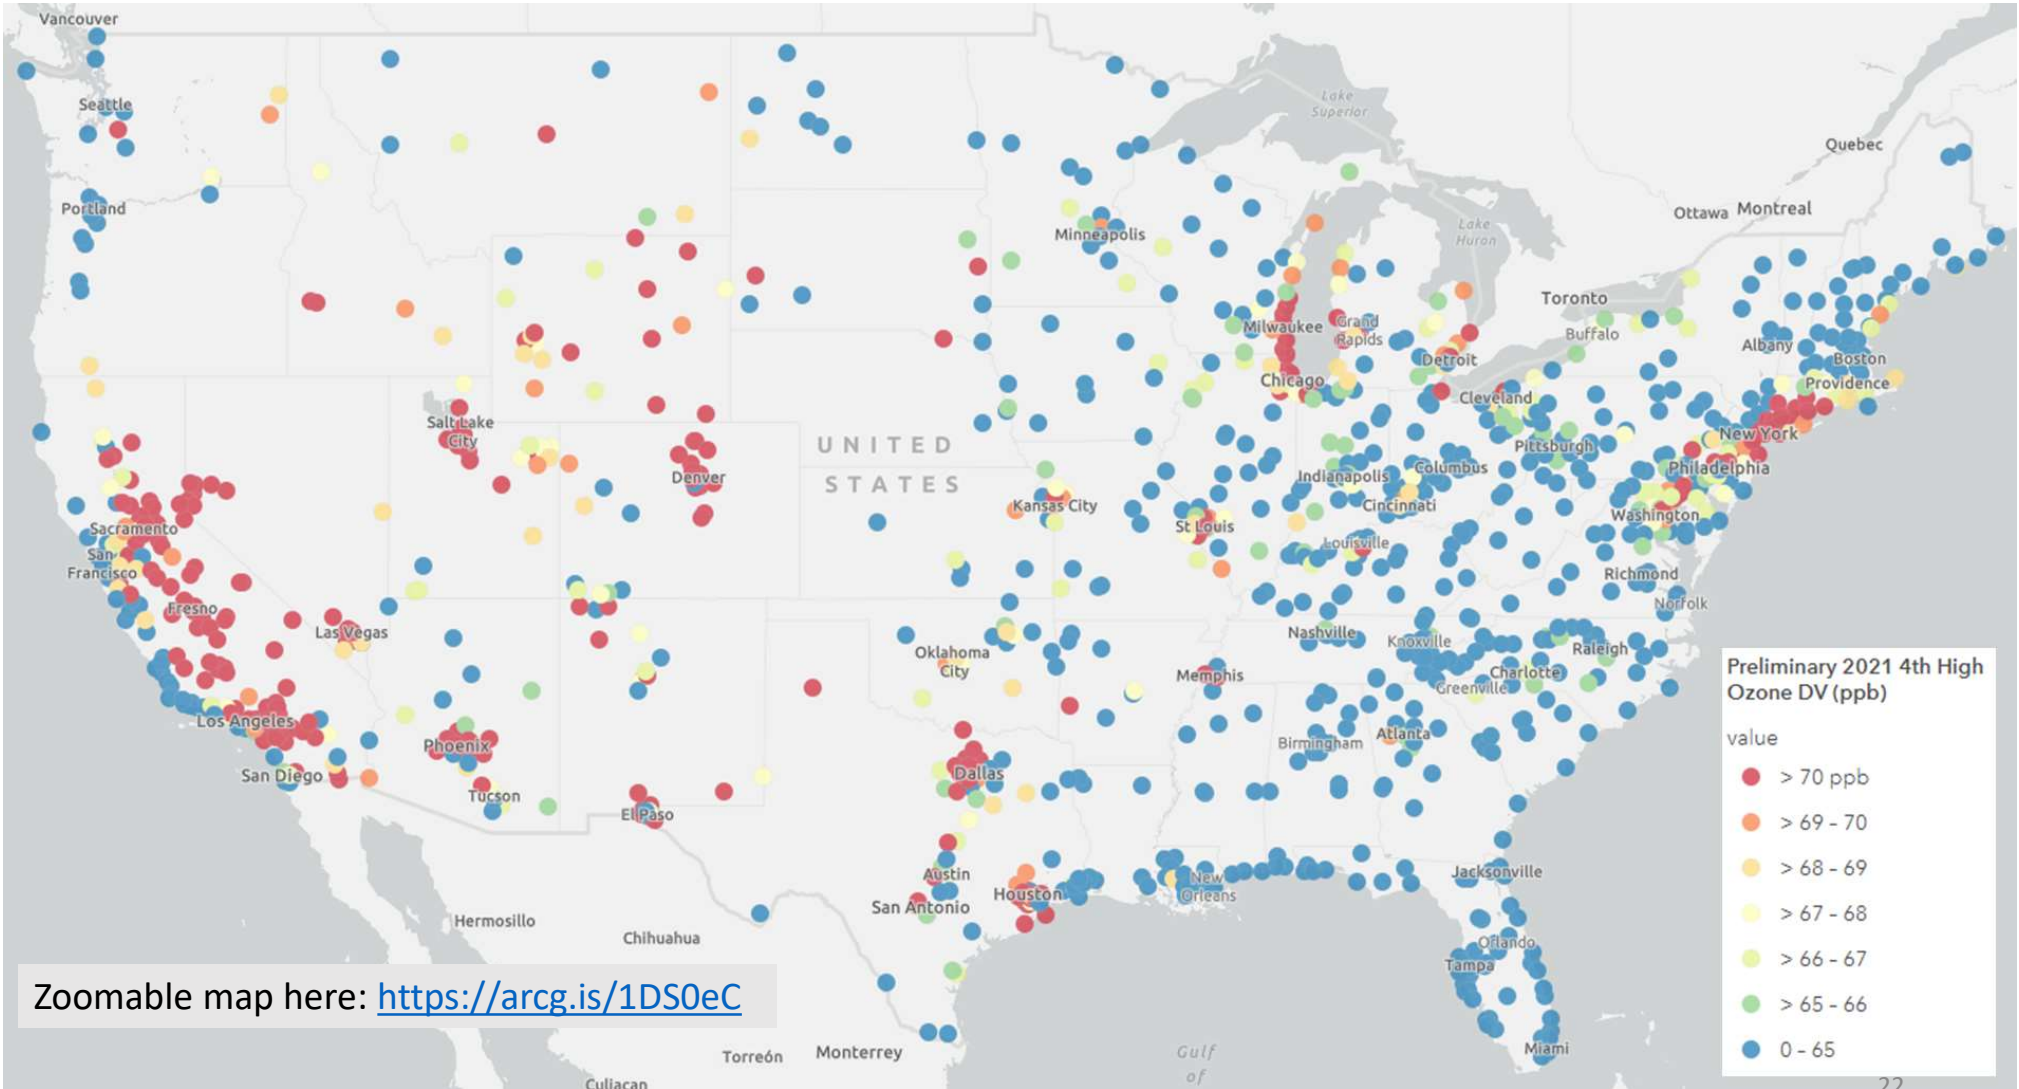 Vancouver
Seattle
Portland
Lake
Superior
Quebec
Ottawa
Montreal
Minneapolis
Lake
Huron
Toronto
Milwaukee
Grand
Rapids
Buffalo
Albany
Boston
Detroit
Chicago
Providence
Cleveland
Salt Lake
City
UNITED
STATES
New York
Pittsburgh
Denver
Indianapolis
Columbus
Philadelphia
Kansas City
Cincinnati
Washington
Sacramento
St Louis
San
Francisco
Louisville
Richmond
Fresno
Norfolk
Las Vegas
Nashville
Knoxville
Raleigh
Oklahoma
City
Memphis
Charlotte
Greenville
Los Angeles
Phoenix
Birmingham
Atlanta
San Diego
Tucson
Dallas
El Paso
Austin
Jacksonville
Houston
New
Orleans
San Antonio
Hermosillo
Chihuahua
Orlando
Tampa
Torreón
Monterrey
Miami
Gulf
of
Culiacan
Preliminary 2021 4th High
Ozone DV (ppb)
value
> 70 ppb
> 69 - 70
> 68 - 69
> 67 - 68
> 66 - 67
> 65 - 66
0 - 65
Zoomable map here: https://arcg.is/1DS0eC
22